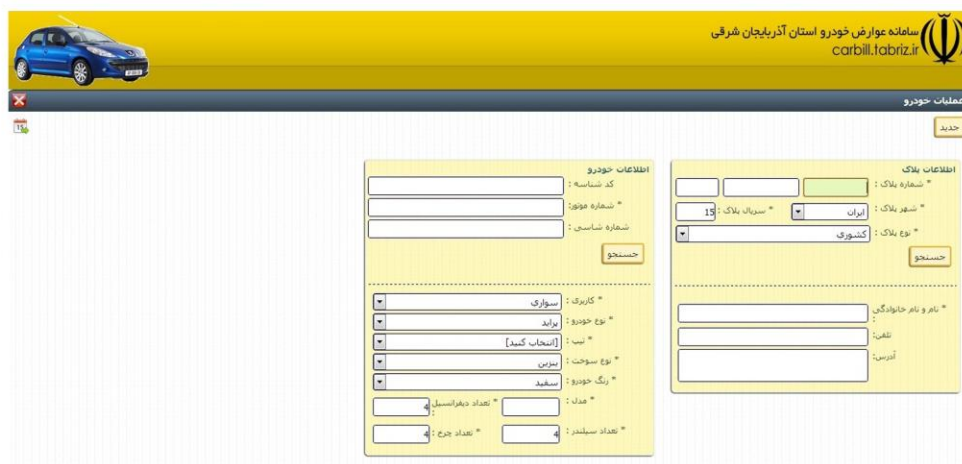 سامانه عوارض خودرو استان آذربایجان شرقی
carbill.tabriz.ir
عملیات خودرو
جدید
15
اطلاعات پلاک
* شماره پلاک :
* شهر پلاک : ایران * سریال پلاک : 15
* نوع پلاک : کشوری
جستجو
* نام و نام خانوادگی :
تلفن:
آدرس:
اطلاعات خودرو
کد شناسه :
* شماره موتور:
شماره شاسی :
جستجو
* کاربری : سواری
* نوع خودرو : پراید
* تیپ : [انتخاب کنید]
* نوع سوخت : بنزین
* رنگ خودرو : سفید
* مدل : * تعداد دیفرانسیل : 4
* تعداد سیلندر : 4 * تعداد چرخ : 4